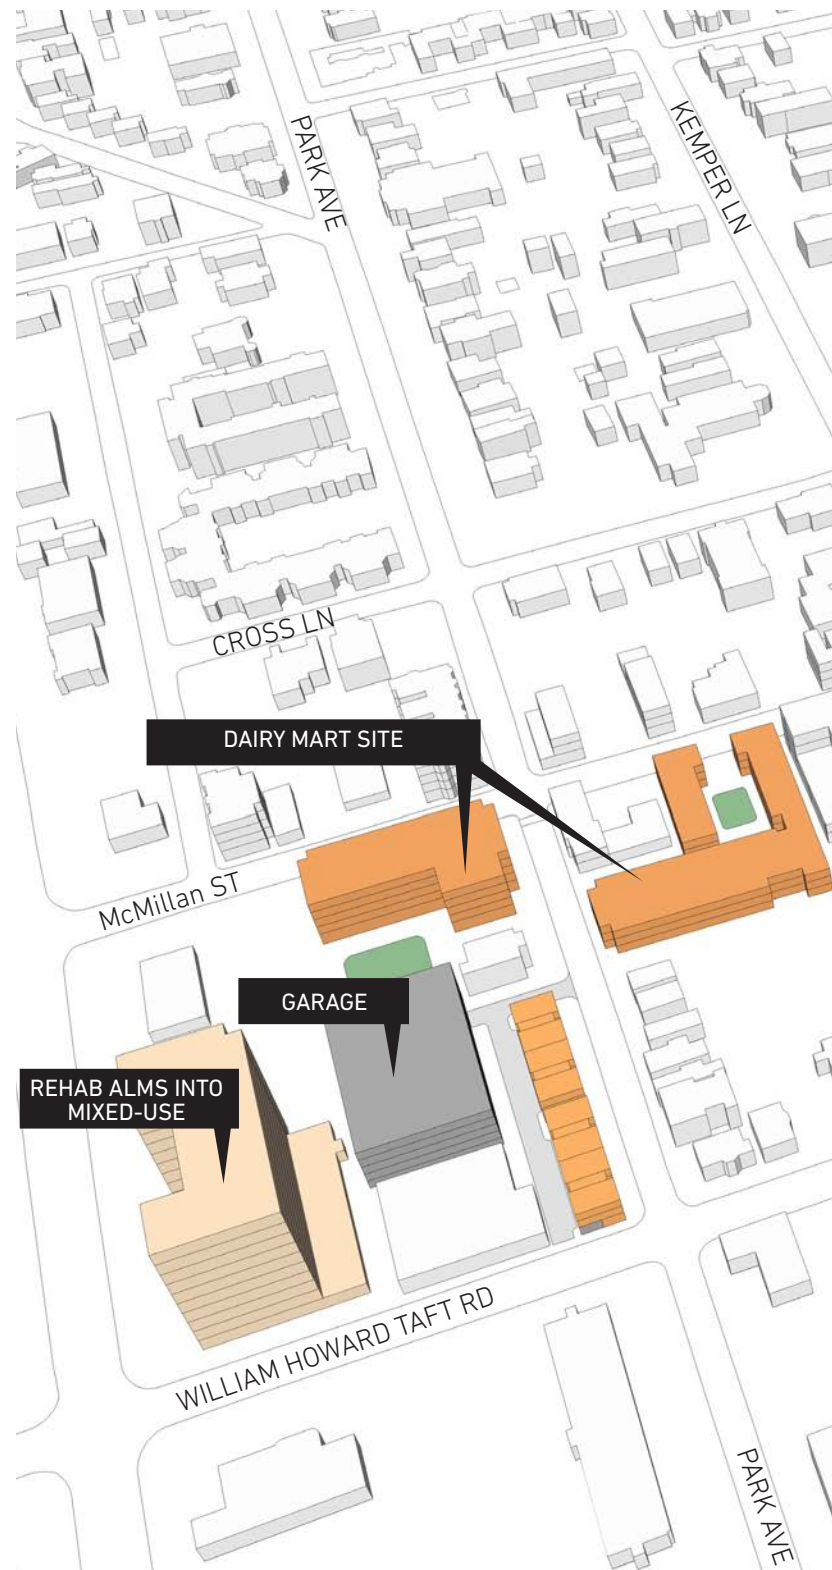 PARK AVE
KEMPER LN
CROSS LN
DAIRY MART SITE
McMillan ST
GARAGE
REHAB ALMS INTO
MIXED-USE
WILLIAM HOWARD TAFT RD
PARK AVE